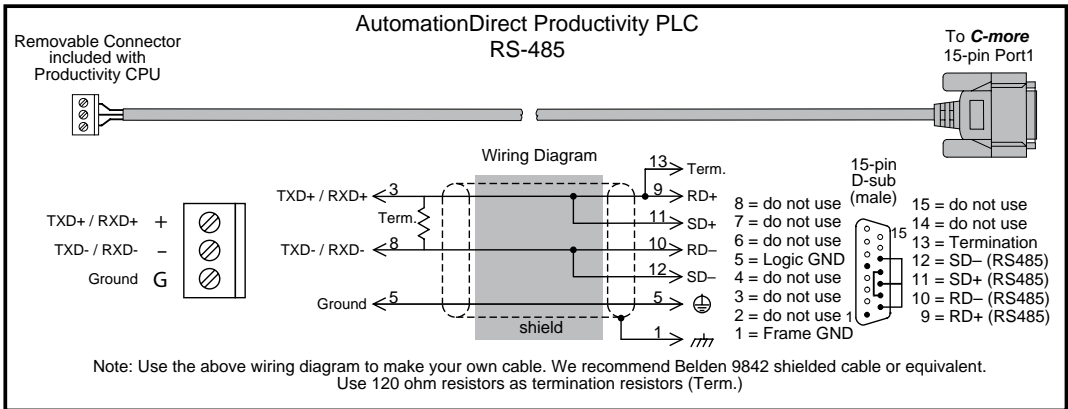 AutomationDirect Productivity PLC
RS-485
Removable Connector
included with
Productivity CPU
To C-more
15-pin Port1
Wiring Diagram
13 Term.
TXD+ / RXD+ 3 9 RD+
Term. 11 SD+
TXD- / RXD- 8 10 RD–
12 SD–
Ground 5 5
shield
1
TXD+ / RXD+ +
TXD- / RXD- –
Ground G
15-pin
D-sub
(male)
15
1
8 = do not use
7 = do not use
6 = do not use
5 = Logic GND
4 = do not use
3 = do not use
2 = do not use
1 = Frame GND
15 = do not use
14 = do not use
13 = Termination
12 = SD– (RS485)
11 = SD+ (RS485)
10 = RD– (RS485)
9 = RD+ (RS485)
Note: Use the above wiring diagram to make your own cable. We recommend Belden 9842 shielded cable or equivalent.
Use 120 ohm resistors as termination resistors (Term.)